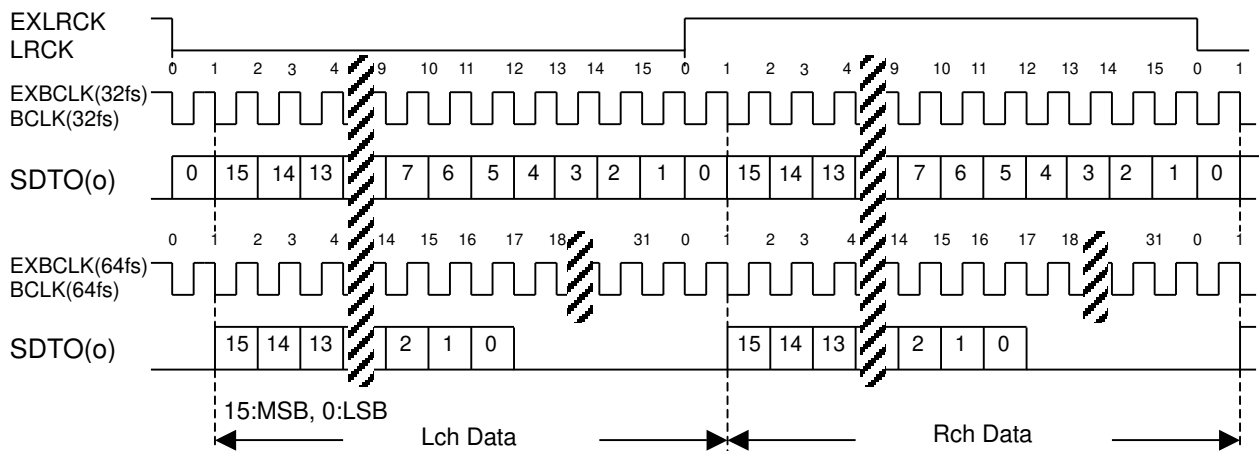 EXLRCK
LRCK
0 1 2 3 4 9 10 11 12 13 14 15 0 1 2 3 4 9 10 11 12 13 14 15 0 1
EXBCLK(32fs)
BCLK(32fs)
SDTO(o) 0 15 14 13 7 6 5 4 3 2 1 0 15 14 13 7 6 5 4 3 2 1 0
0 1 2 3 4 14 15 16 17 18 31 0 1 2 3 4 14 15 16 17 18 31 0 1
EXBCLK(64fs)
BCLK(64fs)
SDTO(o) 15 14 13 2 1 0 15 14 13 2 1 0
15:MSB, 0:LSB
Lch Data Rch Data